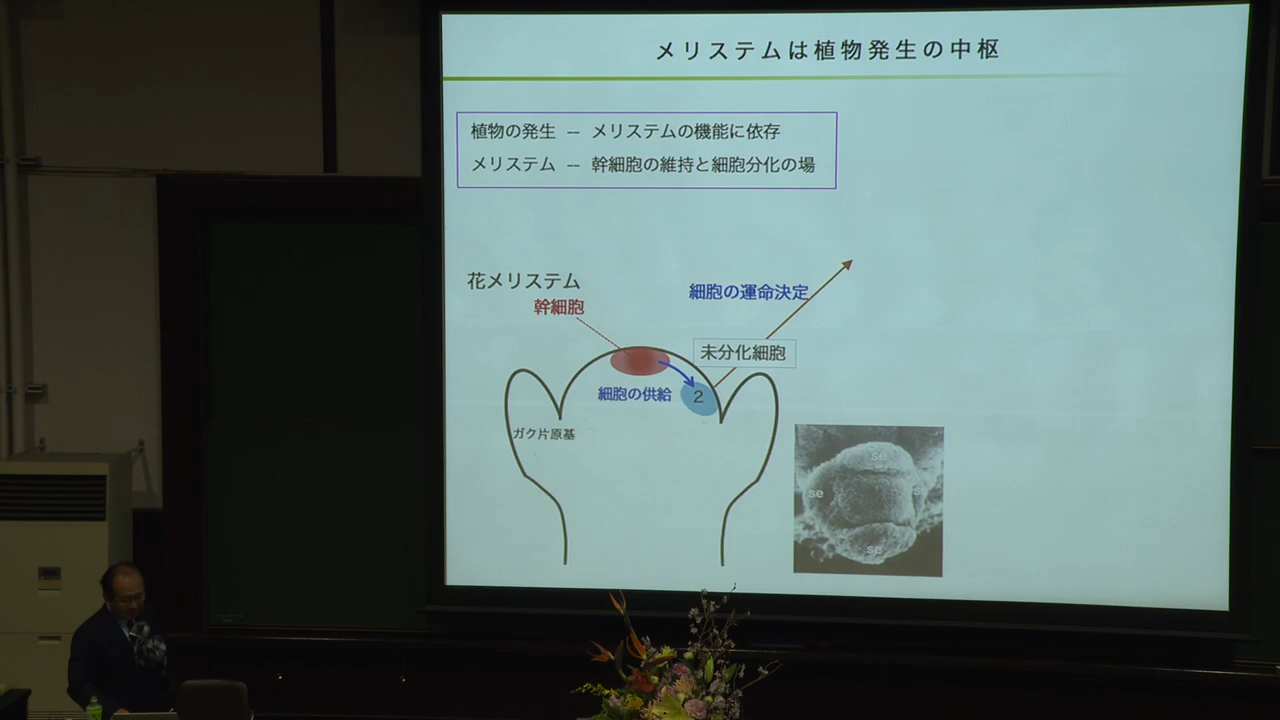 メリステムは植物発生の中枢
植物の発生 -- メリステムの機能に依存
メリステム -- 幹細胞の維持と細胞分化の場
花メリステム
幹細胞
細胞の運命決定
未分化細胞
細胞の供給
2
ガク片原基
se
se
se